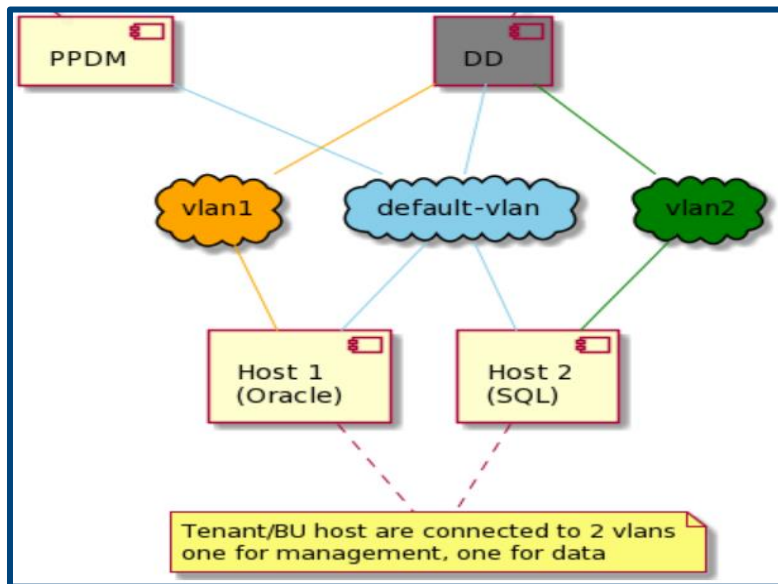 PPDM
DD
vlan1
default-vlan
vlan2
Host 1
(Oracle)
Host 2
(SQL)
Tenant/BU host are connected to 2 vlans
one for management, one for data